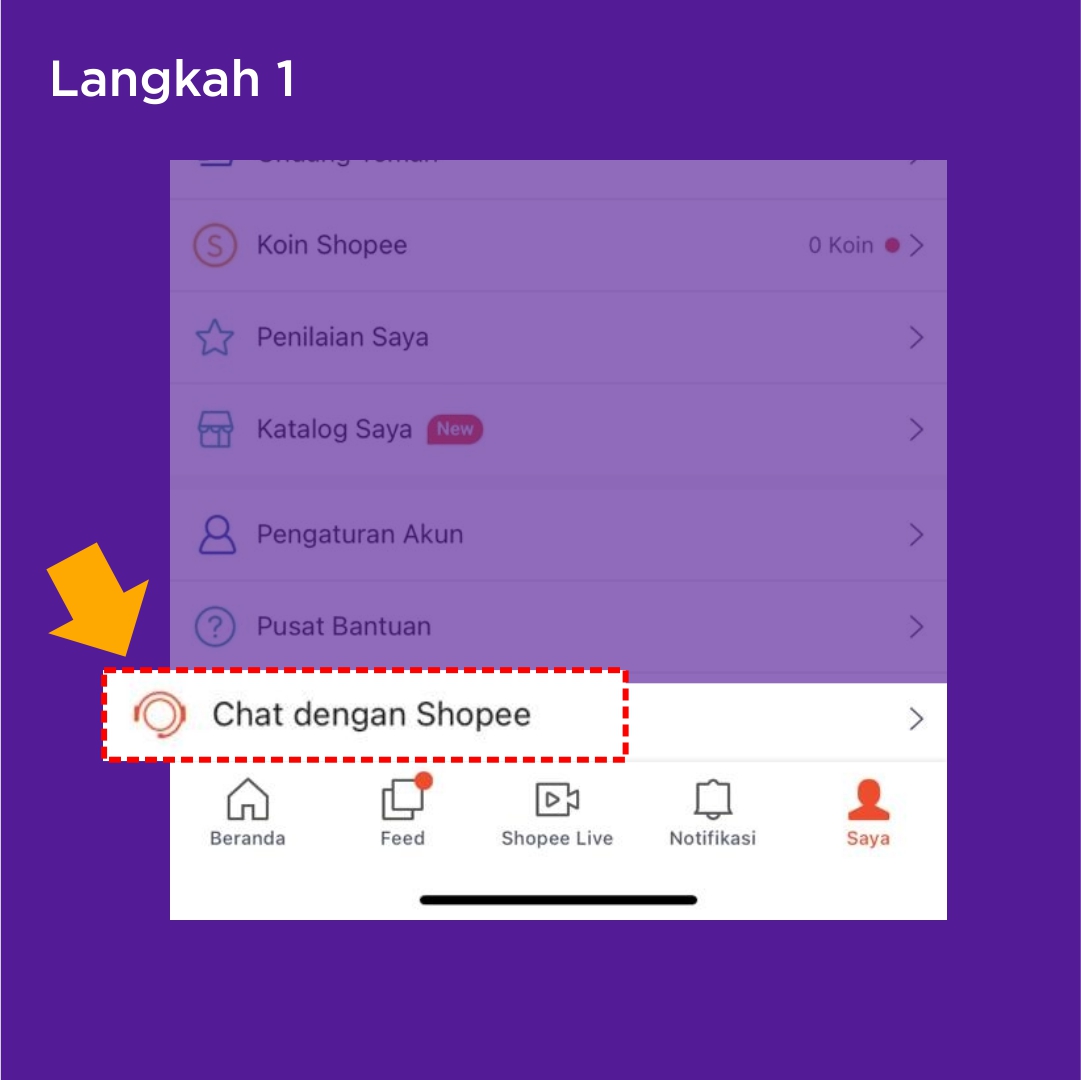 Langkah 1
Koin Shopee
0 Koin
Penilaian Saya
Katalog Saya
New
Pengaturan Akun
Pusat Bantuan
Chat dengan Shopee
Beranda
Feed
Shopee Live
Notifikasi
Saya